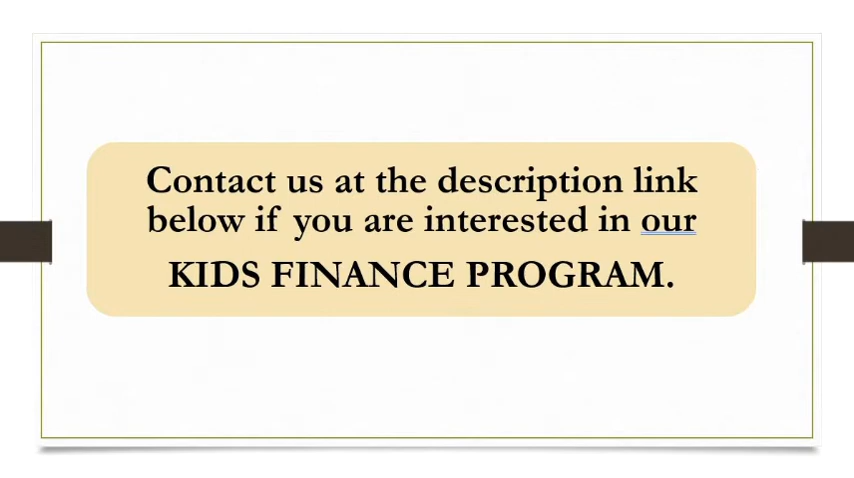 Contact us at the description link
below if you are interested in our
KIDS FINANCE PROGRAM.